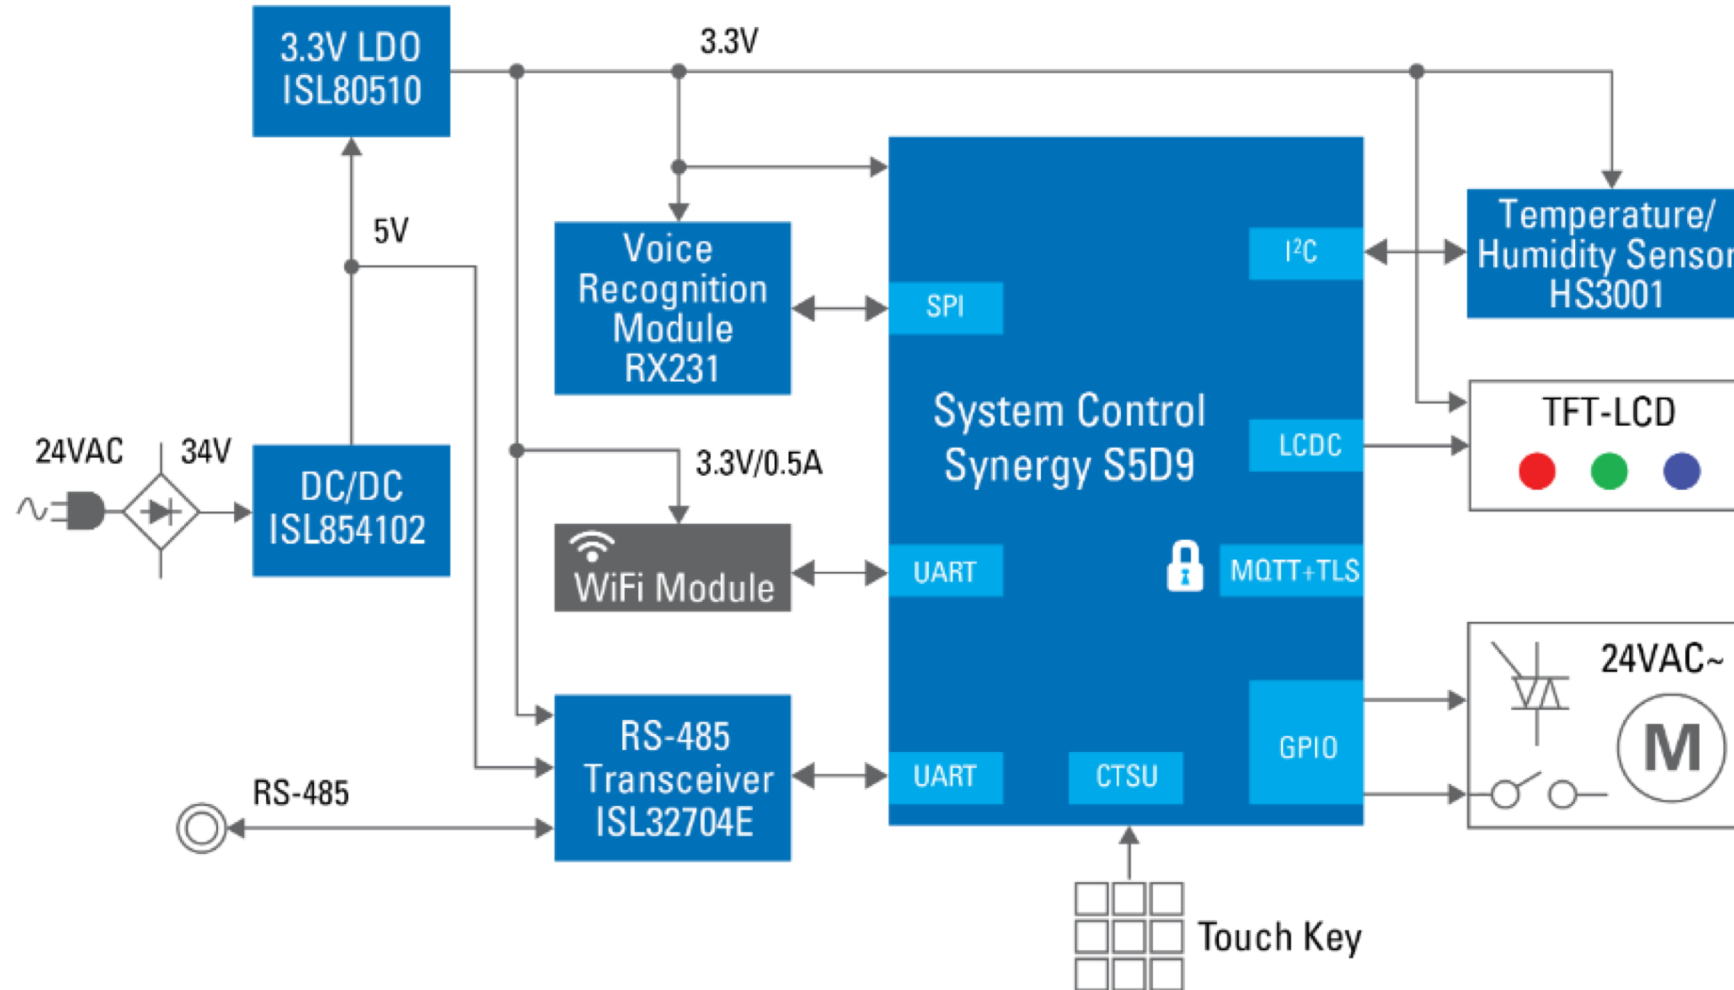 3.3V LDO
ISL80510
3.3V
5V
Voice
Recognition
Module
RX231
SPI
I²C
Temperature/
Humidity Sensor
HS3001
System Control
Synergy S5D9
LCDC
TFT-LCD
24VAC
34V
DC/DC
ISL854102
3.3V/0.5A
WiFi Module
UART
MQTT+TLS
RS-485
Transceiver
ISL32704E
UART
CTSU
GPIO
24VAC~
M
RS-485
Touch Key